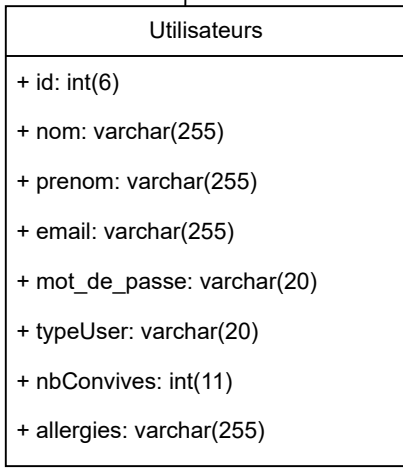 Utilisateurs
+ id: int(6)
+ nom: varchar(255)
+ prenom: varchar(255)
+ email: varchar(255)
+ mot_de_passe: varchar(20)
+ typeUser: varchar(20)
+ nbConvives: int(11)
+ allergies: varchar(255)